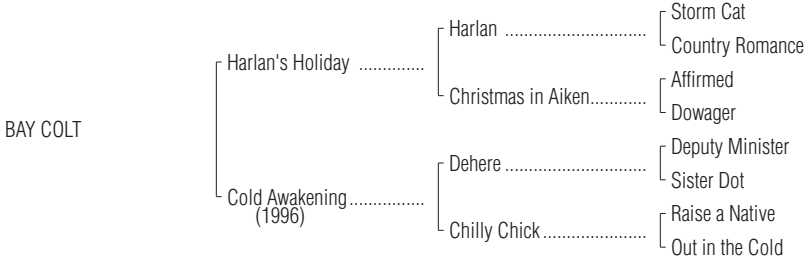 Storm Cat
Harlan ..............................
Country Romance
Harlan's Holiday ..............
Affirmed
Christmas in Aiken............
Dowager
BAY COLT
Deputy Minister
Dehere ..............................
Sister Dot
Cold Awakening................
(1996)
Raise a Native
Chilly Chick......................
Out in the Cold